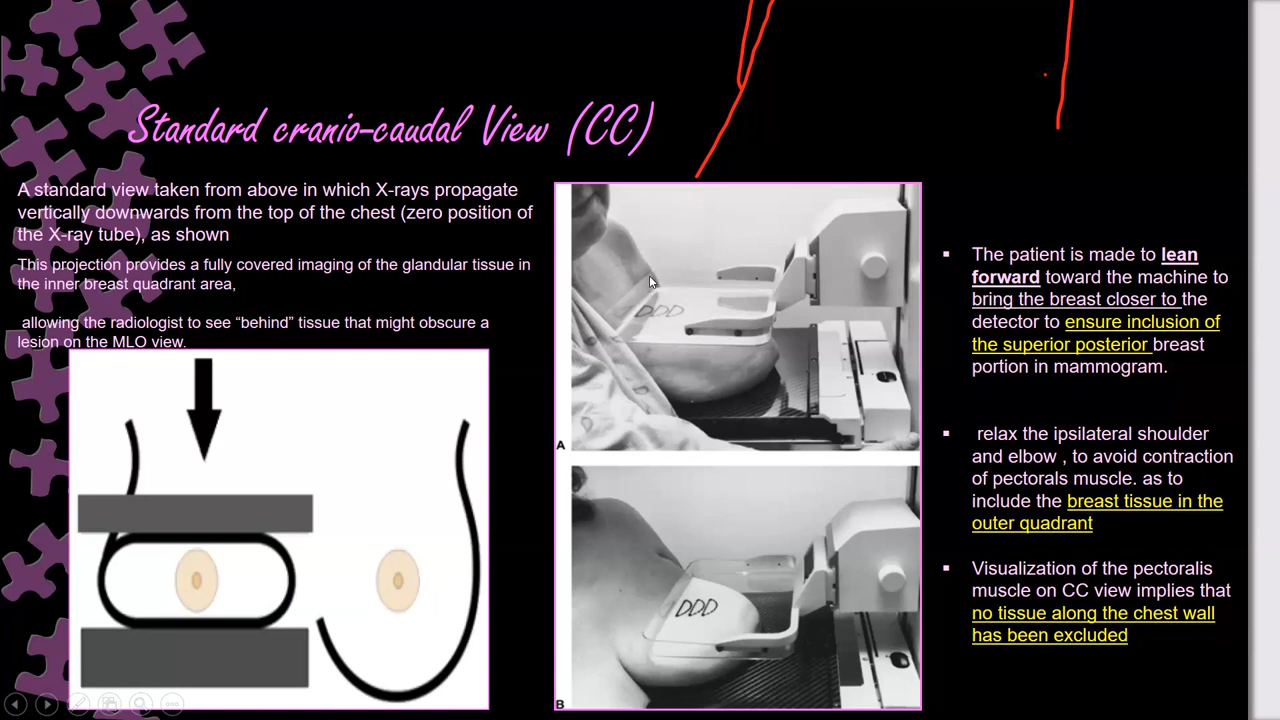 Standard cranio-caudal View (CC)
A standard view taken from above in which X-rays propagate
vertically downwards from the top of the chest (zero position of
the X-ray tube), as shown
This projection provides a fully covered imaging of the glandular tissue in
the inner breast quadrant area,
allowing the radiologist to see “behind” tissue that might obscure a
lesion on the MLO view.
DDD
A
DDD
B
▪ The patient is made to lean
forward toward the machine to
bring the breast closer to the
detector to ensure inclusion of
the superior posterior breast
portion in mammogram.
▪ relax the ipsilateral shoulder
and elbow , to avoid contraction
of pectorals muscle. as to
include the breast tissue in the
outer quadrant
▪ Visualization of the pectoralis
muscle on CC view implies that
no tissue along the chest wall
has been excluded